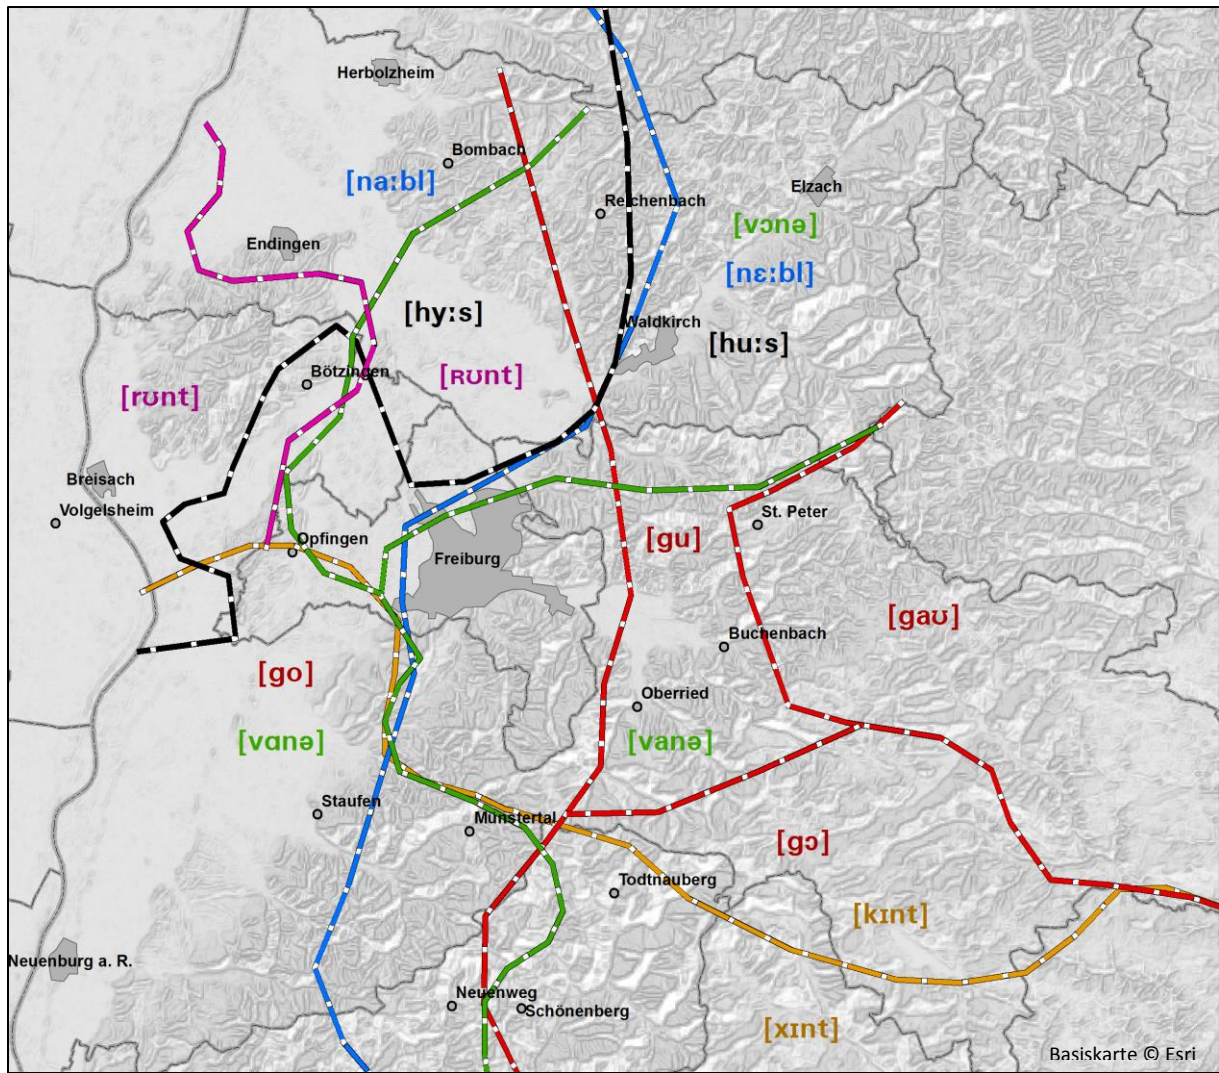 Herbolzheim
Bombach
[naːbl]
Elzach
Reichenbach
[vɔnə]
Endingen
[nɛːbl]
[hyːs]
Waldkirch
[huːs]
Bötzingen
[rʊnt]
[ʀʊnt]
Breisach
Volgelsheim
St. Peter
Opfingen
[gu]
Freiburg
[gaʊ]
Buchenbach
[go]
Oberried
[vɑnə]
[vanə]
Staufen
Münstertal
[gɔ]
Todtnauberg
[kɪnt]
Neuenburg a. R.
Neuenweg
Schönenberg
[xɪnt]
Basiskarte © Esri